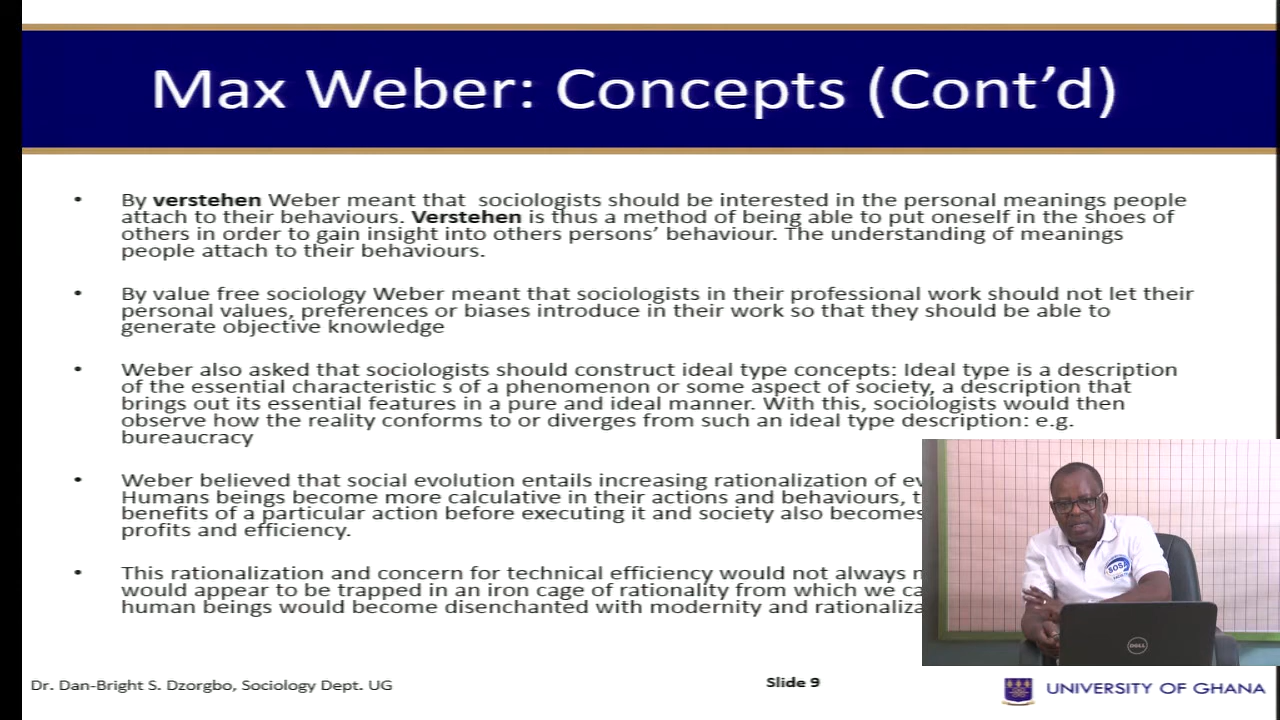 Max Weber: Concepts (Cont’d)
• By verstehen Weber meant that sociologists should be interested in the personal meanings people
attach to their behaviours. Verstehen is thus a method of being able to put oneself in the shoes of
others in order to gain insight into others persons’ behaviour. The understanding of meanings
people attach to their behaviours.
• By value free sociology Weber meant that sociologists in their professional work should not let their
personal values, preferences or biases introduce in their work so that they should be able to
generate objective knowledge
• Weber also asked that sociologists should construct ideal type concepts: Ideal type is a description
of the essential characteristic s of a phenomenon or some aspect of society, a description that
brings out its essential features in a pure and ideal manner. With this, sociologists would then
observe how the reality conforms to or diverges from such an ideal type description: e.g.
bureaucracy
• Weber believed that social evolution entails increasing rationalization of
Humans beings become more calculative in their actions and behaviours,
benefits of a particular action before executing it and society also becomes
profits and efficiency.
• This rationalization and concern for technical efficiency would not always
would appear to be trapped in an iron cage of rationality from which we
human beings would become disenchanted with modernity and
SOSA
DELL
Dr. Dan-Bright S. Dzorgbo, Sociology Dept. UG
Slide 9
UNIVERSITY OF GHANA